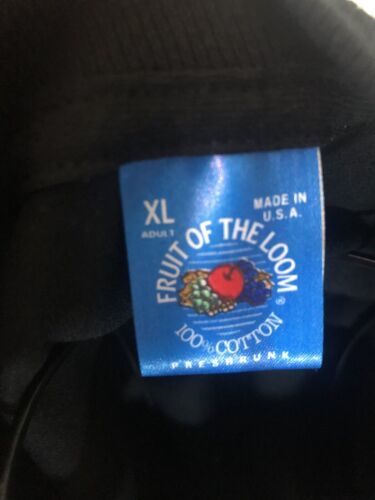 XL
ADULT
MADE IN
U.S.A.
FRUIT OF THE LOOM
®
100% COTTON
PRESHRUNK